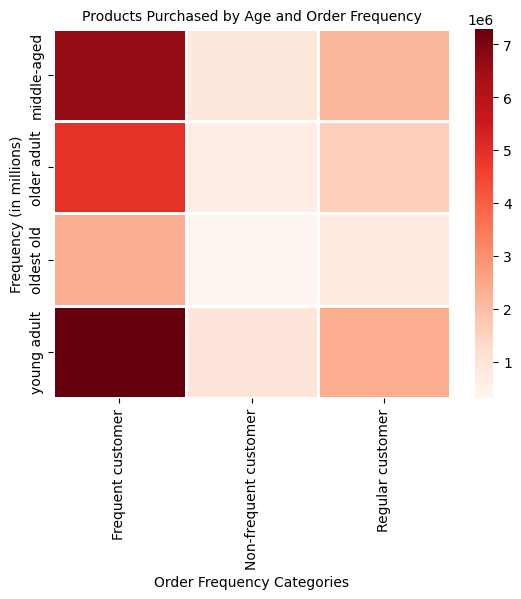 Products Purchased by Age and Order Frequency
1e6
Frequency (in millions)
middle-aged
older adult
oldest old
young adult
7
6
5
4
3
2
1
Frequent customer
Non-frequent customer
Regular customer
Order Frequency Categories